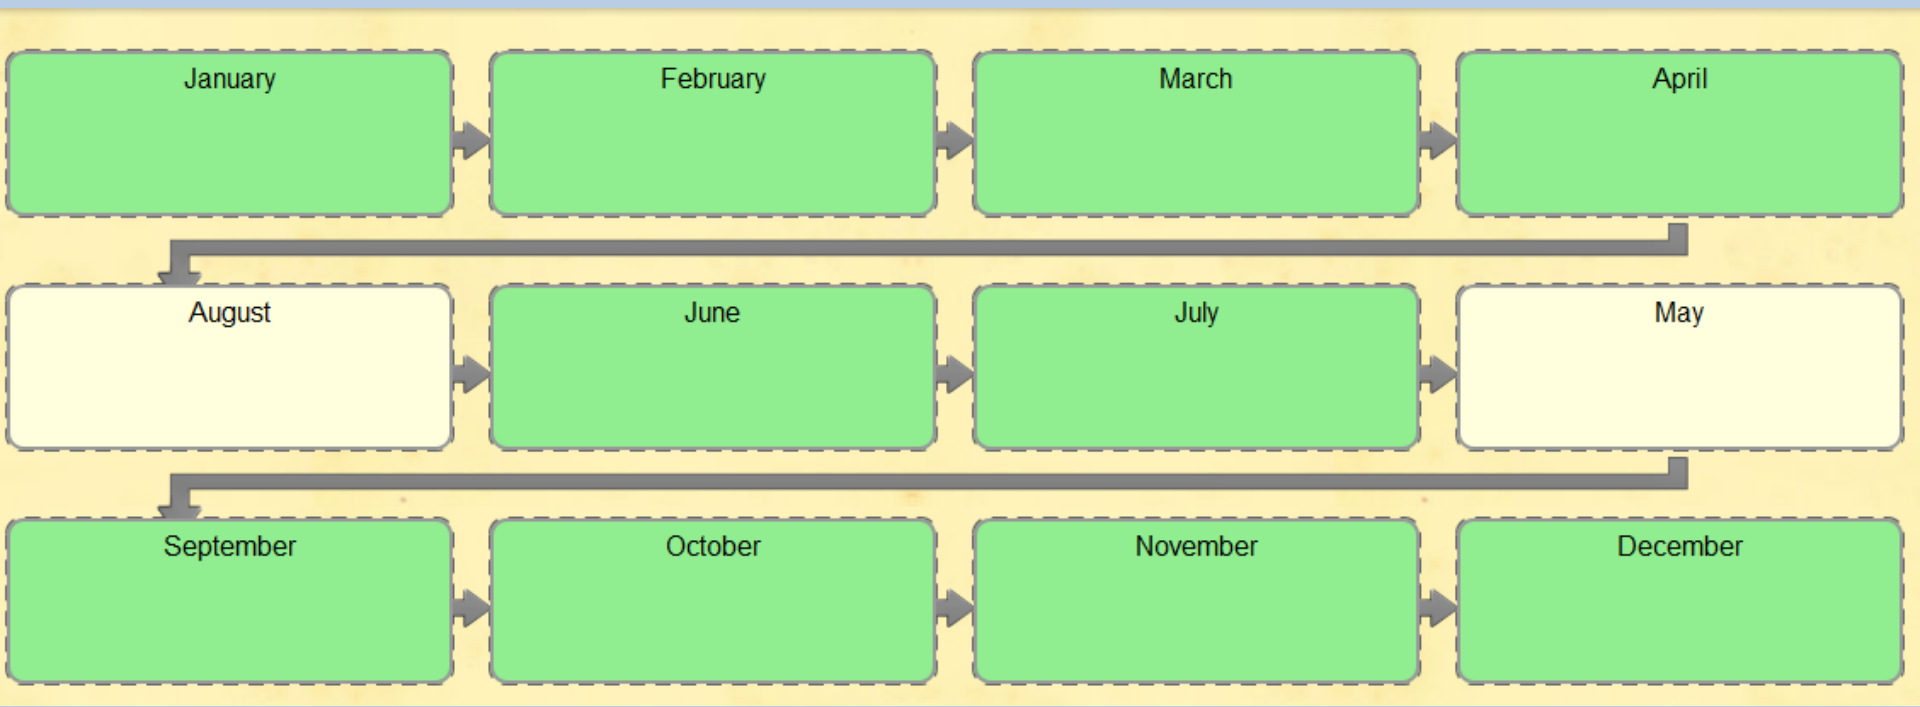 January
February
March
April
August
June
July
May
September
October
November
December